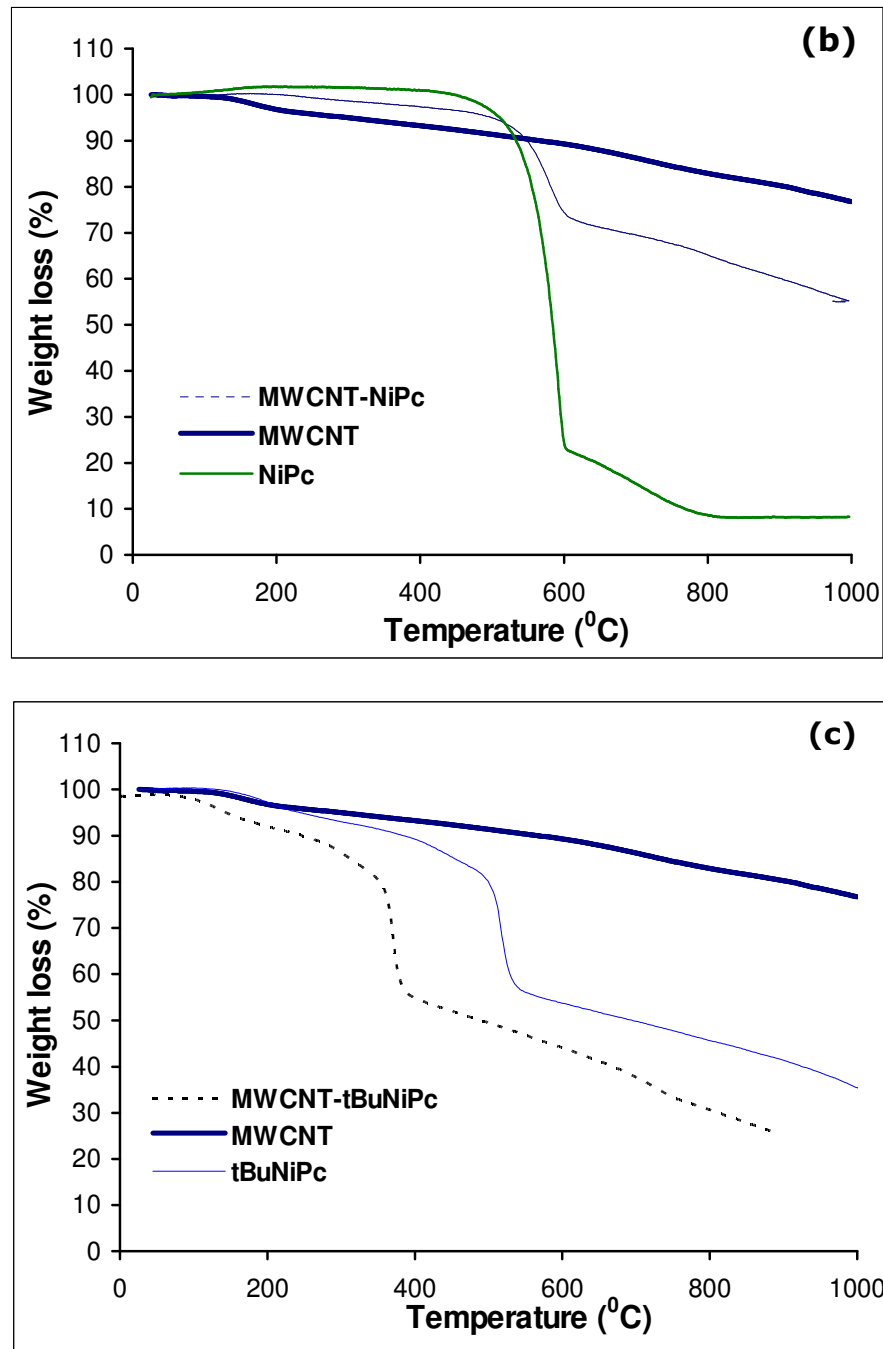 (b)
110
100
90
80
70
60
50
40
30
20
10
0
Weight loss (%)
MWCNT-NiPc
MWCNT
NiPc
0 200 400 600 800 1000
Temperature (⁰C)
(c)
110
100
90
80
70
60
50
40
30
20
10
0
Weight loss (%)
MWCNT-tBuNiPc
MWCNT
tBuNiPc
0 200 400 600 800 1000
Temperature (⁰C)